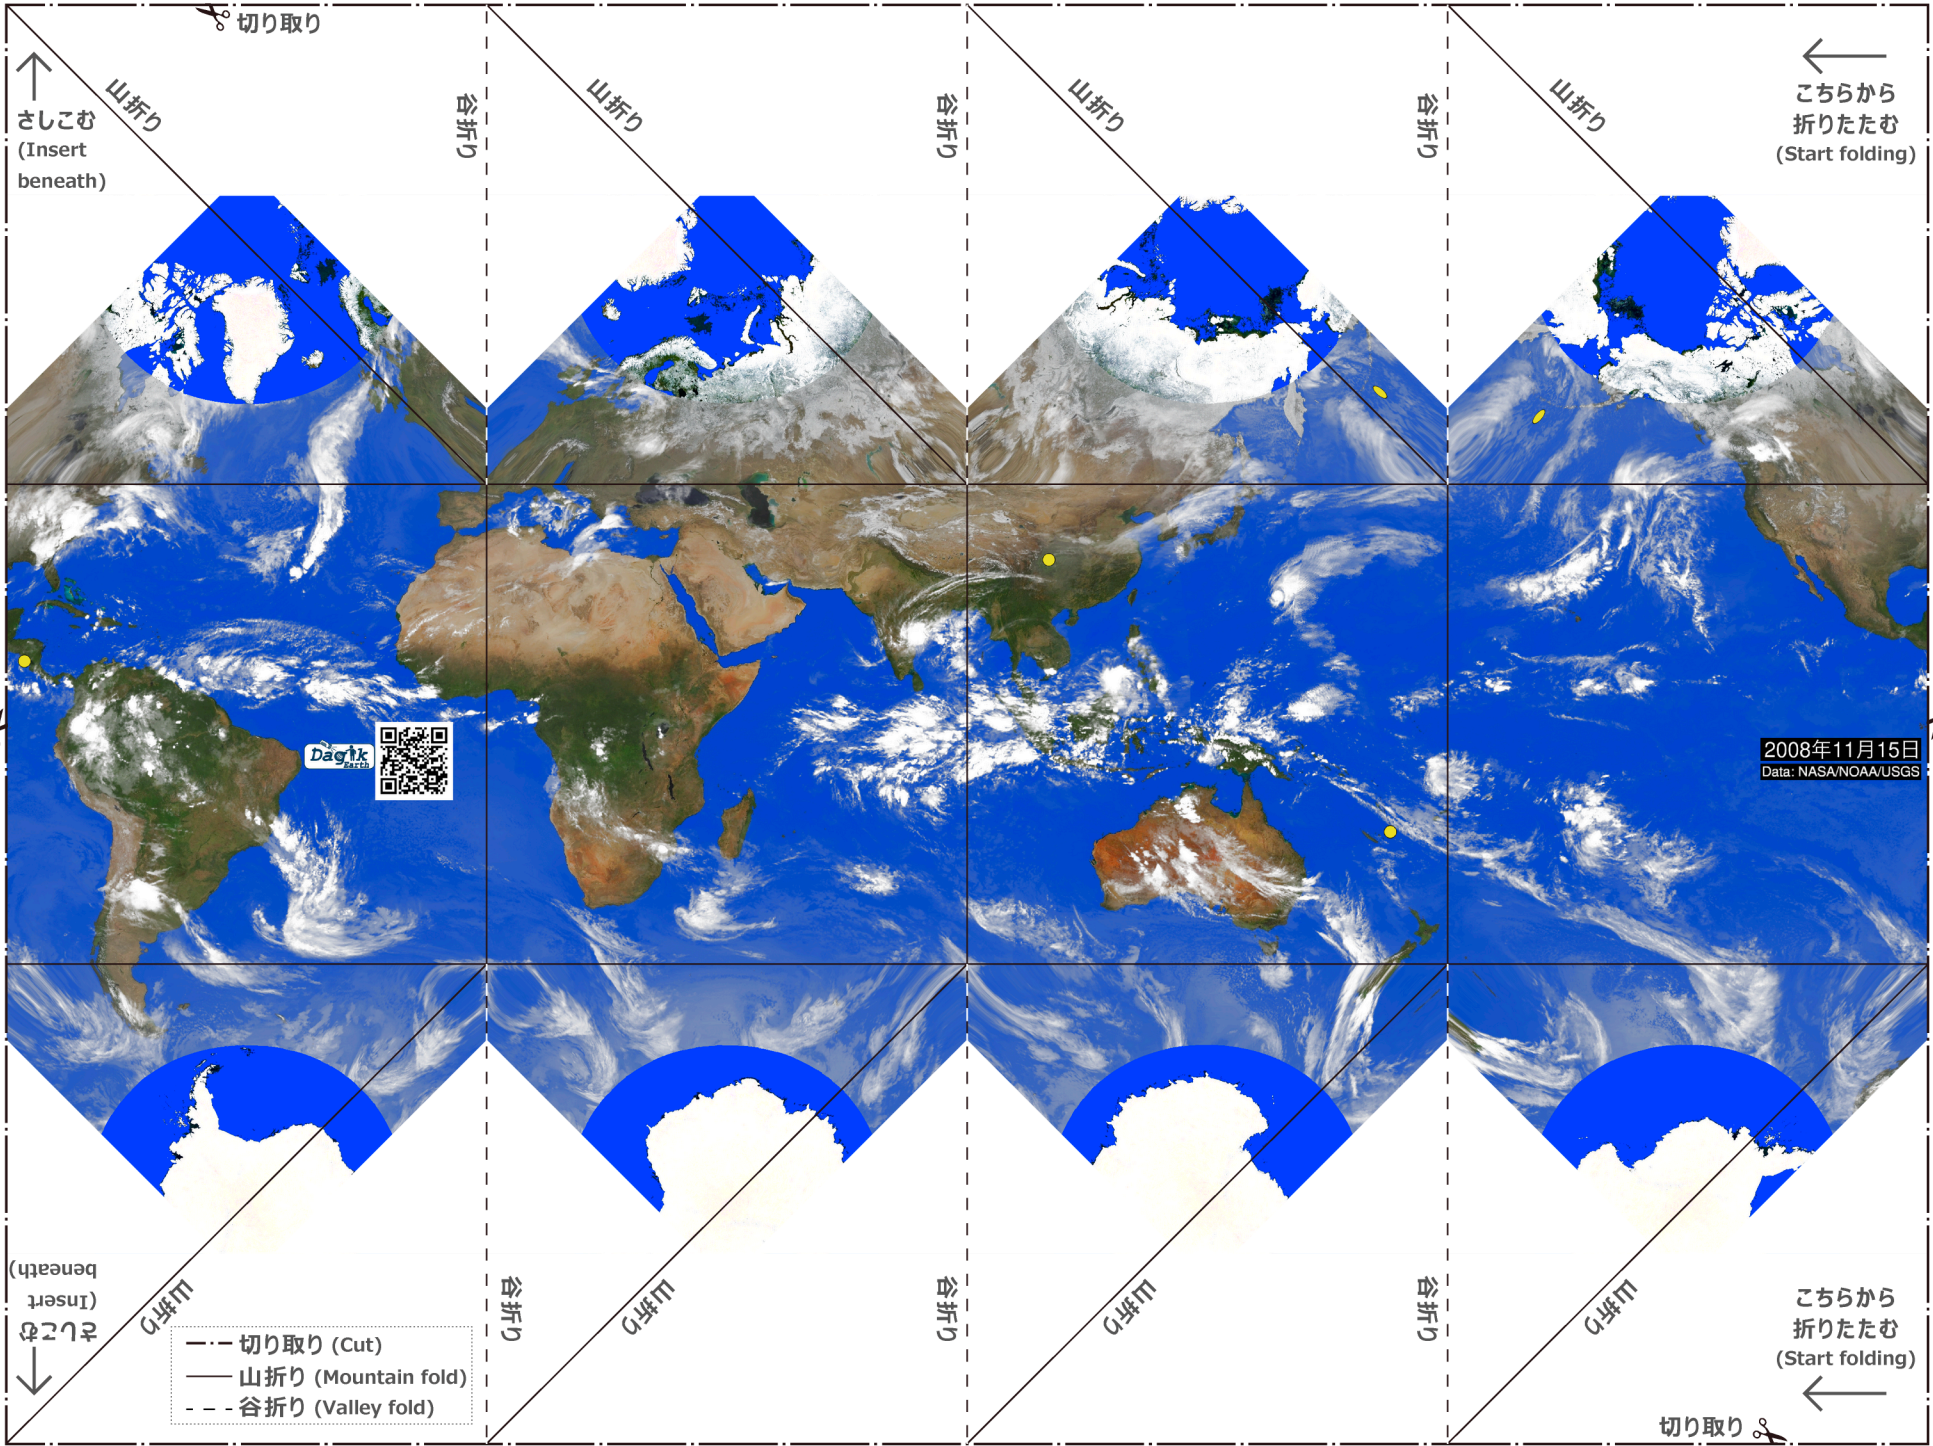 切り取り
山折り
谷折り
山折り
谷折り
山折り
谷折り
山折り
こちらから
折りたたむ
(Start folding)
さしこむ
(Insert
beneath)
Dagik
Earth
2008年11月15日
Data: NASA/NOAA/USGS
さしこむ
(Insert
beneath)
山折り
谷折り
山折り
谷折り
山折り
谷折り
山折り
こちらから
折りたたむ
(Start folding)
切り取り (Cut)
山折り (Mountain fold)
谷折り (Valley fold)
切り取り